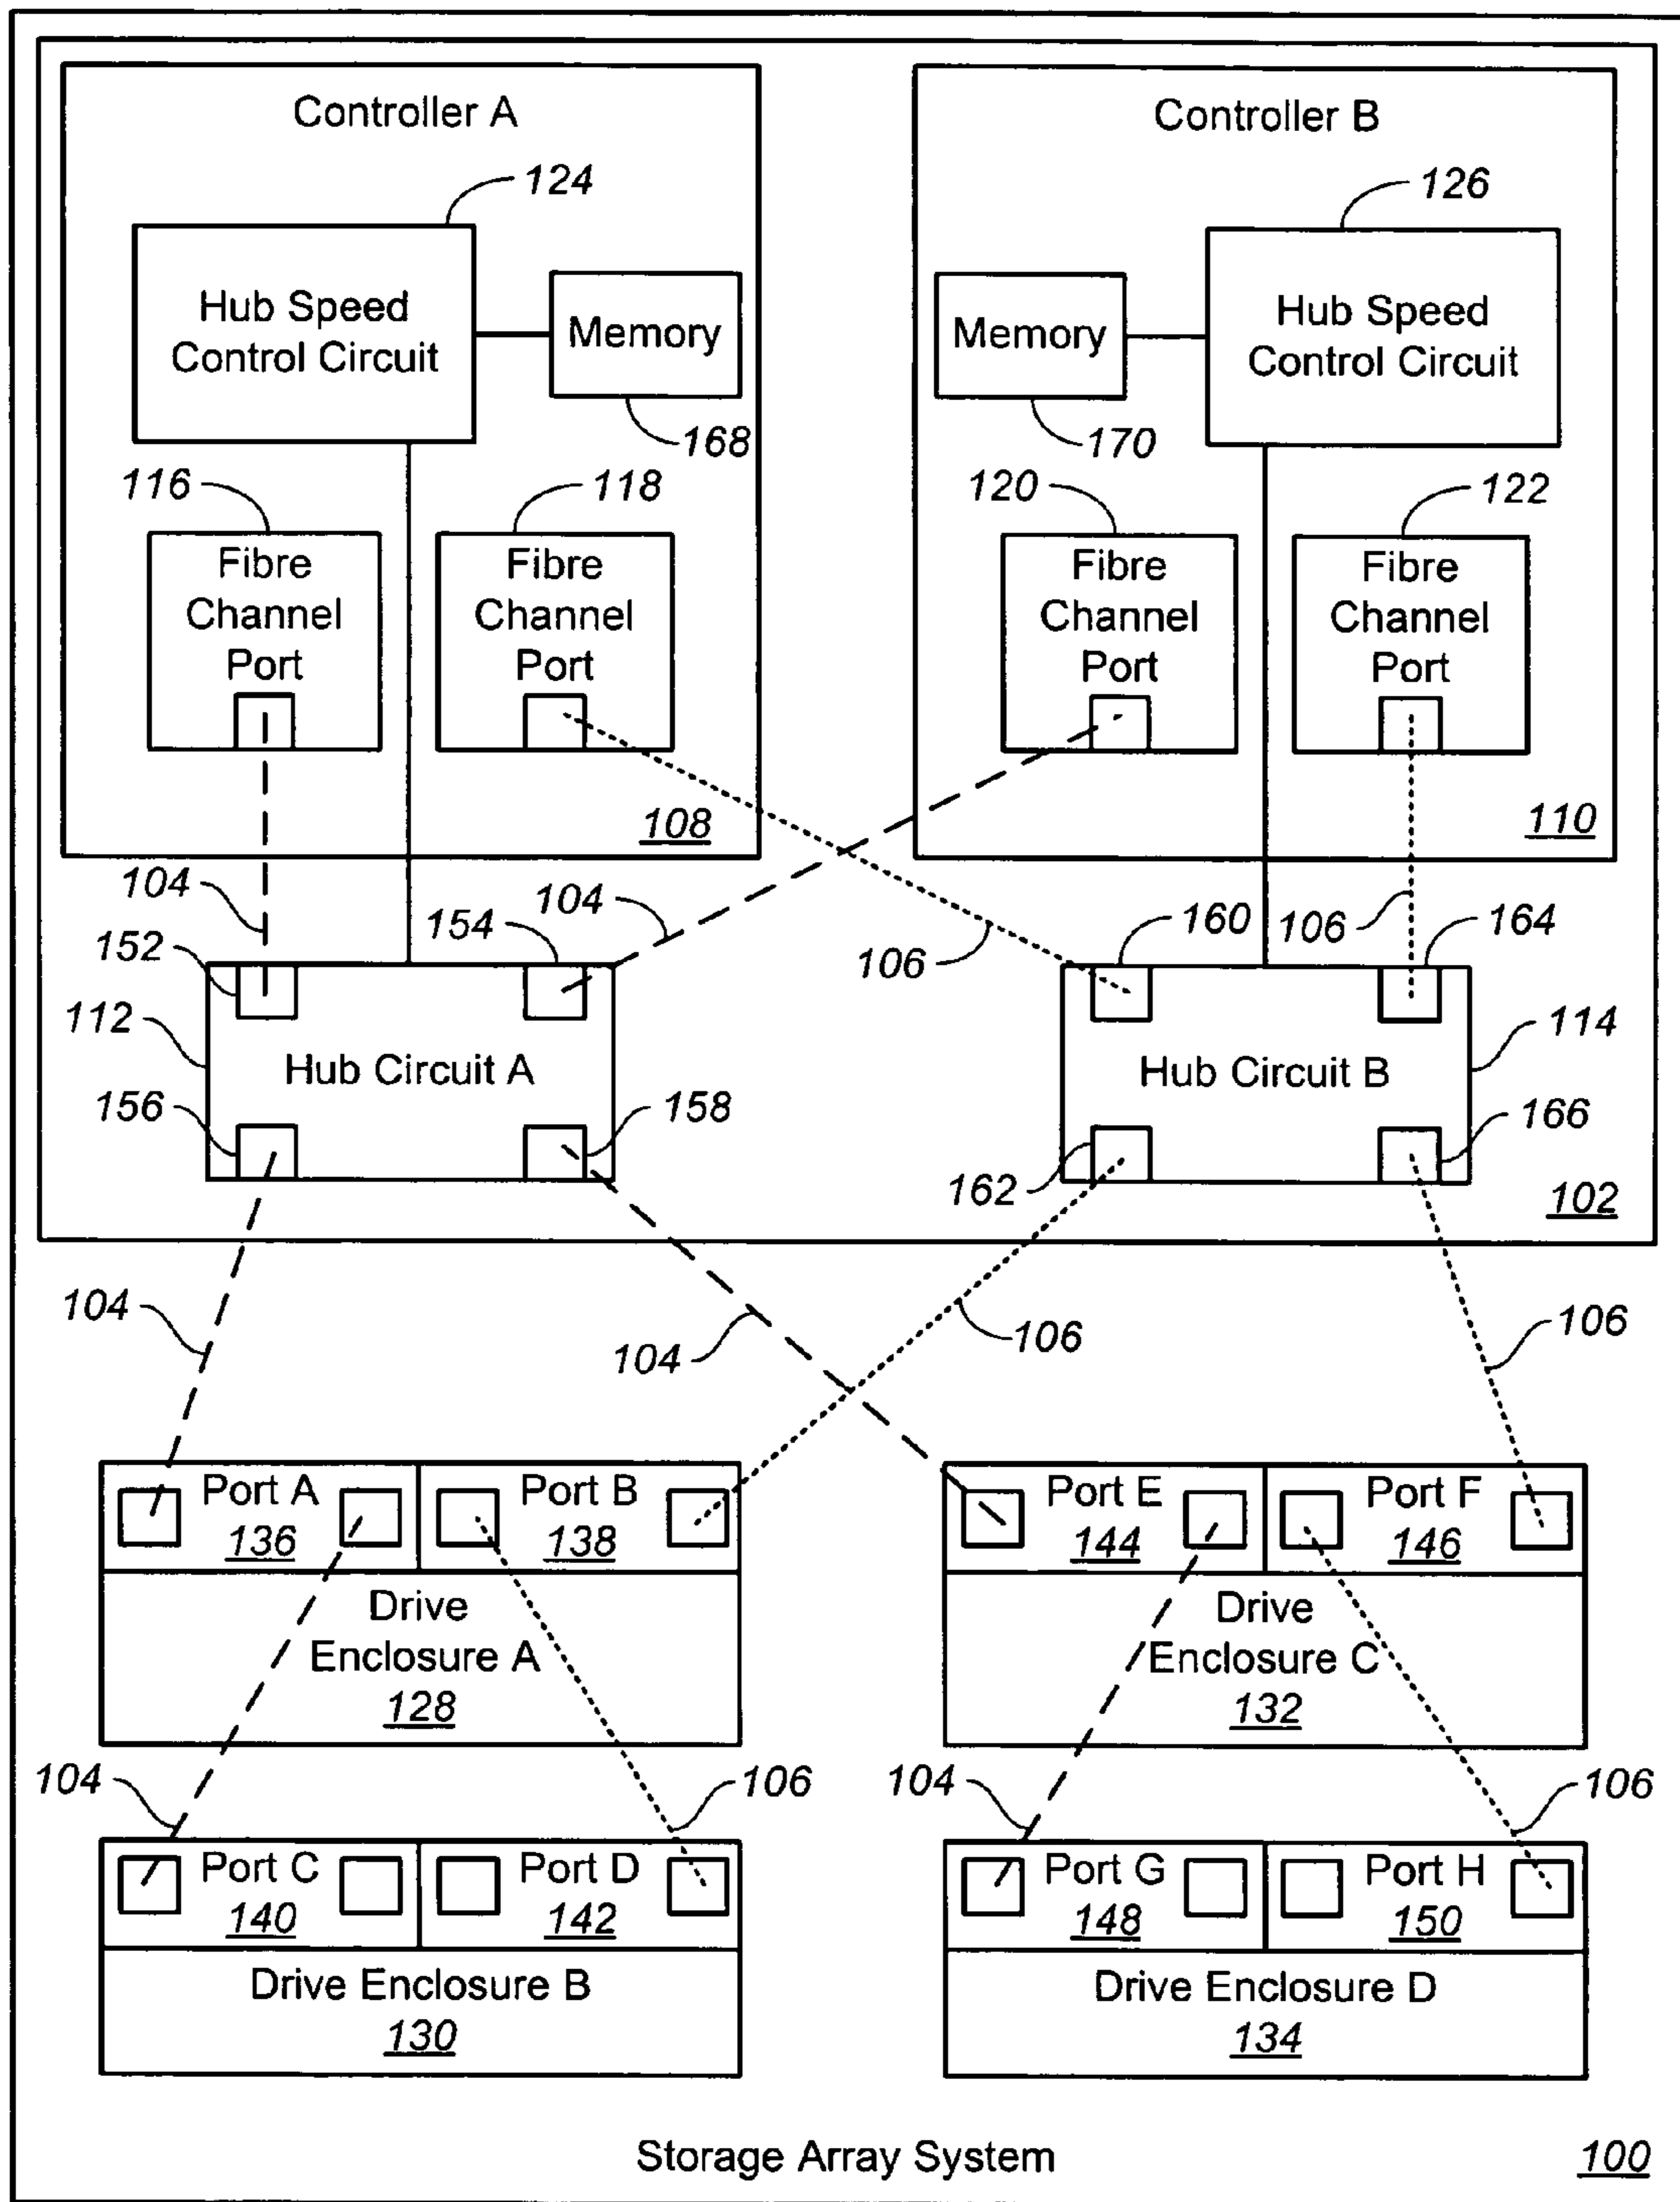 Controller A
Controller B
124
126
Hub Speed
Control Circuit
Memory
Memory
Hub Speed
Control Circuit
168
170
116
118
120
122
Fibre
Channel
Port
Fibre
Channel
Port
Fibre
Channel
Port
Fibre
Channel
Port
108
110
104
152
154
104
106
160
106
164
112
Hub Circuit A
Hub Circuit B
114
156
158
162
166
102
104
104
106
106
Port A
136
Port B
138
Port E
144
Port F
146
Drive
Enclosure A
128
Drive
Enclosure C
132
104
106
104
106
Port C
140
Port D
142
Port G
148
Port H
150
Drive Enclosure B
130
Drive Enclosure D
134
Storage Array System
100